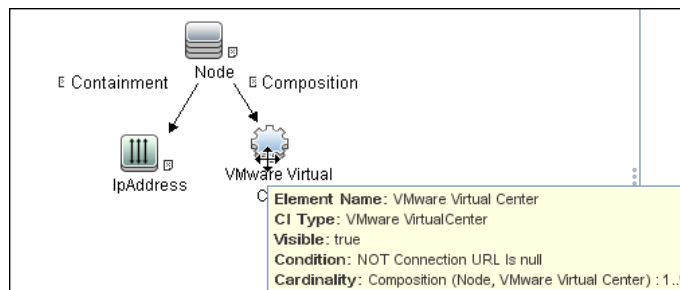 Node
Containment
Composition
IpAddress
VMware Virtual
C
Element Name: VMware Virtual Center
CI Type: VMware VirtualCenter
Visible: true
Condition: NOT Connection URL Is null
Cardinality: Composition (Node, VMware Virtual Center) : 1..